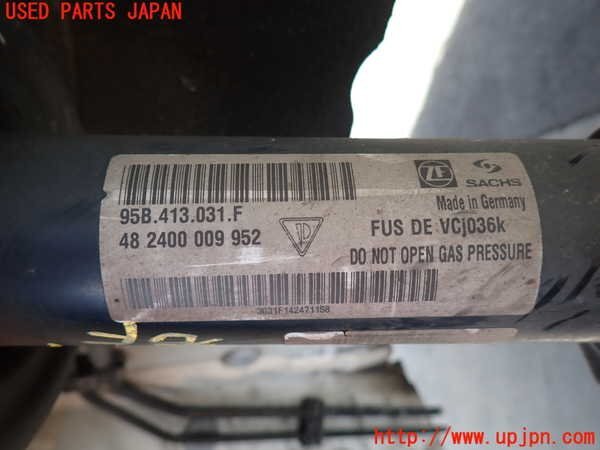 USED PARTS JAPAN
ZF
SACHS
95B.413.031.F
Made in Germany
48 2400 009 952
FUS DE VCj036k
DO NOT OPEN GAS PRESSURE
3G31F142471158
http://www.upjpn.com/